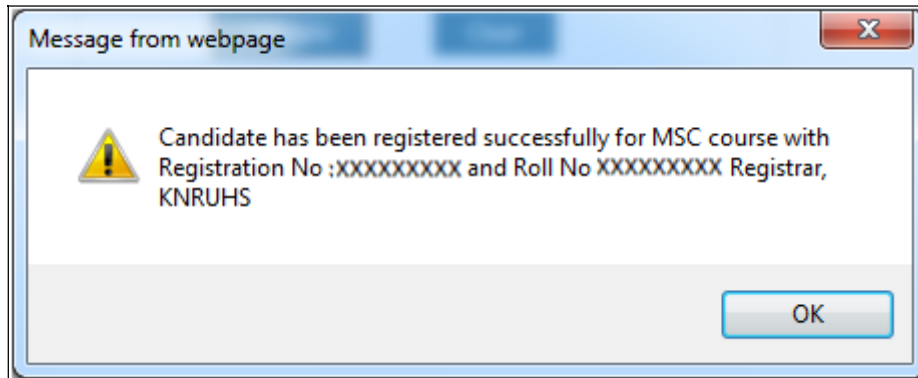 Message from webpage
Candidate has been registered successfully for MSC course with
Registration No :XXXXXXXXX and Roll No XXXXXXXXX Registrar,
KNRUHS
OK